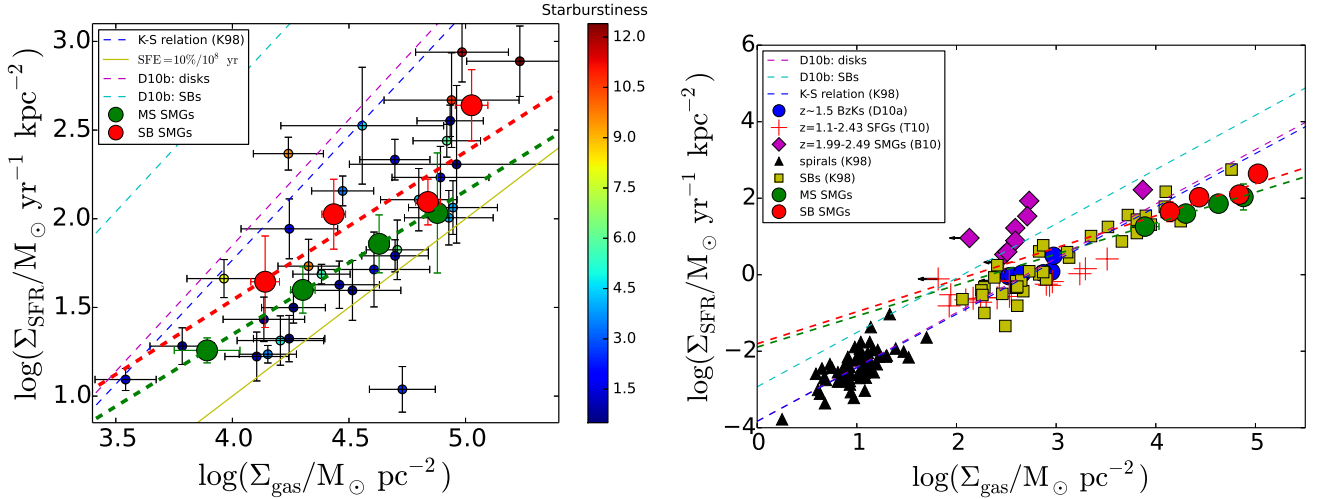 Starburstiness
3.0
2.5
2.0
1.5
1.0
log(Σ_SFR/M_⊙ yr^−1 kpc^−2)
K-S relation (K98)
SFE=10%/10^8 yr
D10b: disks
D10b: SBs
MS SMGs
SB SMGs
3.5 4.0 4.5 5.0
log(Σ_gas/M_⊙ pc^−2)
12.0
10.5
9.0
7.5
6.0
4.5
3.0
1.5
6
4
2
0
−2
−4
log(Σ_SFR/M_⊙ yr^−1 kpc^−2)
D10b: disks
D10b: SBs
K-S relation (K98)
z~1.5 BzKs (D10a)
z=1.1-2.43 SFGs (T10)
z=1.99-2.49 SMGs (B10)
spirals (K98)
SBs (K98)
MS SMGs
SB SMGs
0 1 2 3 4 5
log(Σ_gas/M_⊙ pc^−2)